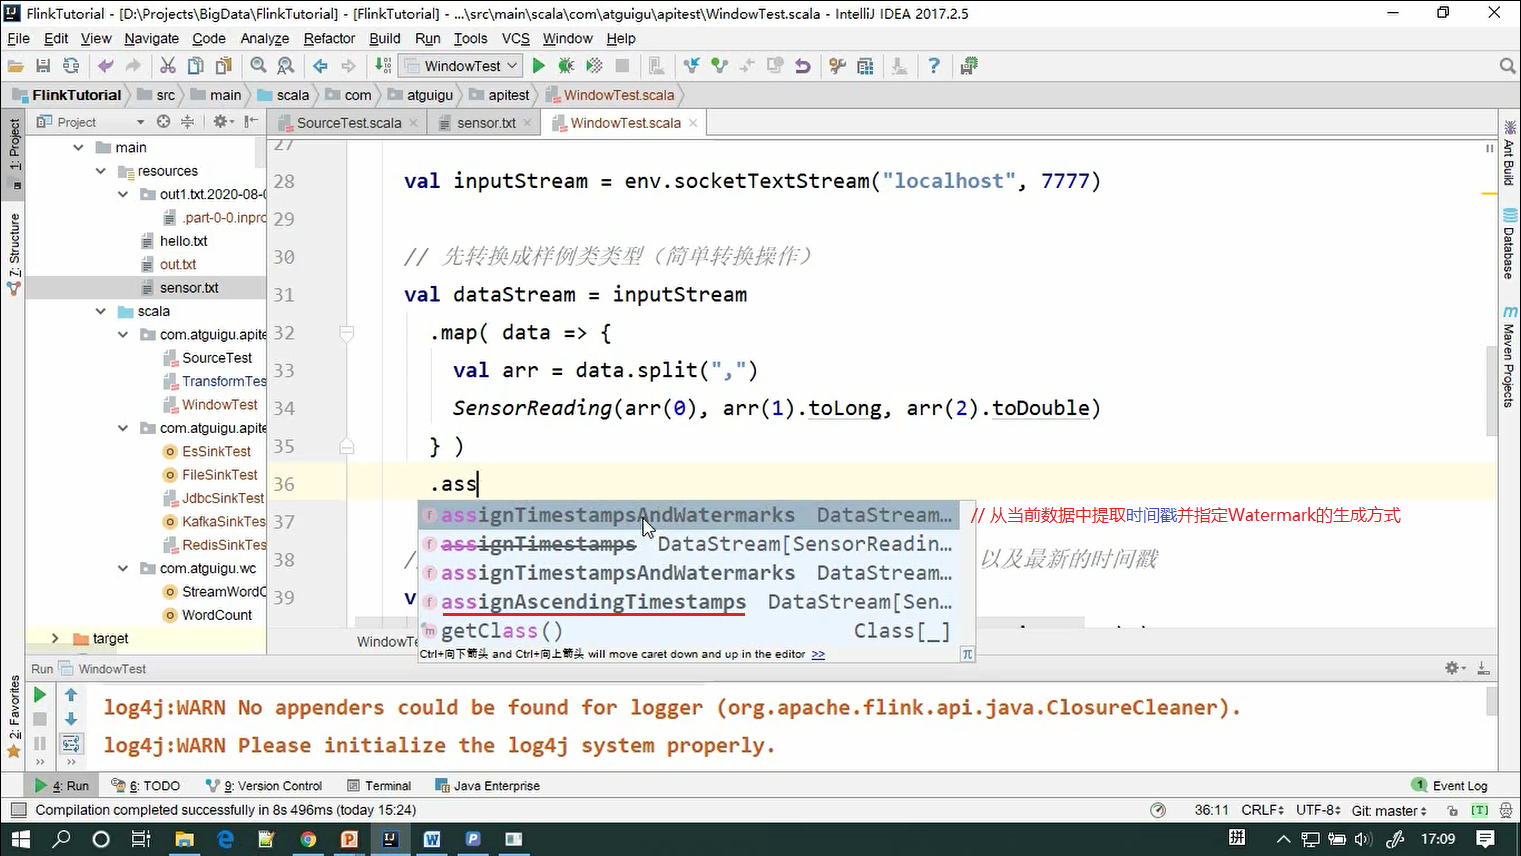 FlinkTutorial - [D:\Projects\BigData\FlinkTutorial] - [FlinkTutorial] - ...\src\main\scala\com\atguigu\apitest\WindowTest.scala - IntelliJ IDEA 2017.2.5
File Edit View Navigate Code Analyze Refactor Build Run Tools VCS Window Help
WindowTest
FlinkTutorial src main scala com atguigu apitest WindowTest.scala
Project
SourceTest.scala sensor.txt WindowTest.scala
1: Project
7: Structure
2: Favorites
Ant Build
Database
Maven Projects
main
resources
out1.txt.2020-08-0
.part-0-0.inpro
hello.txt
out.txt
sensor.txt
scala
com.atguigu.apite
SourceTest
TransformTes
WindowTest
com.atguigu.apite
EsSinkTest
FileSinkTest
JdbcSinkTest
KafkaSinkTes
RedisSinkTes
com.atguigu.wc
StreamWordC
WordCount
target
27
28 val inputStream = env.socketTextStream("localhost", 7777)
29
30 // 先转换成样例类类型（简单转换操作）
31 val dataStream = inputStream
32 .map( data => {
33 val arr = data.split(",")
34 SensorReading(arr(0), arr(1).toLong, arr(2).toDouble)
35 } )
36 .ass
37
38 / 以及最新的时间戳
39 v
assignTimestampsAndWatermarks DataStream…
// 从当前数据中提取时间戳并指定Watermark的生成方式
assignTimestamps DataStream[SensorReadin…
assignTimestampsAndWatermarks DataStream…
assignAscendingTimestamps DataStream[Sen…
getClass() Class[_]
Ctrl+向下箭头 and Ctrl+向上箭头 will move caret down and up in the editor >>
π
WindowTe
Run WindowTest
log4j:WARN No appenders could be found for logger (org.apache.flink.api.java.ClosureCleaner).
log4j:WARN Please initialize the log4j system properly.
4: Run 6: TODO 9: Version Control Terminal Java Enterprise 1 Event Log
Compilation completed successfully in 8s 496ms (today 15:24) 36:11 CRLF UTF-8 Git: master [T]
拼 17:09